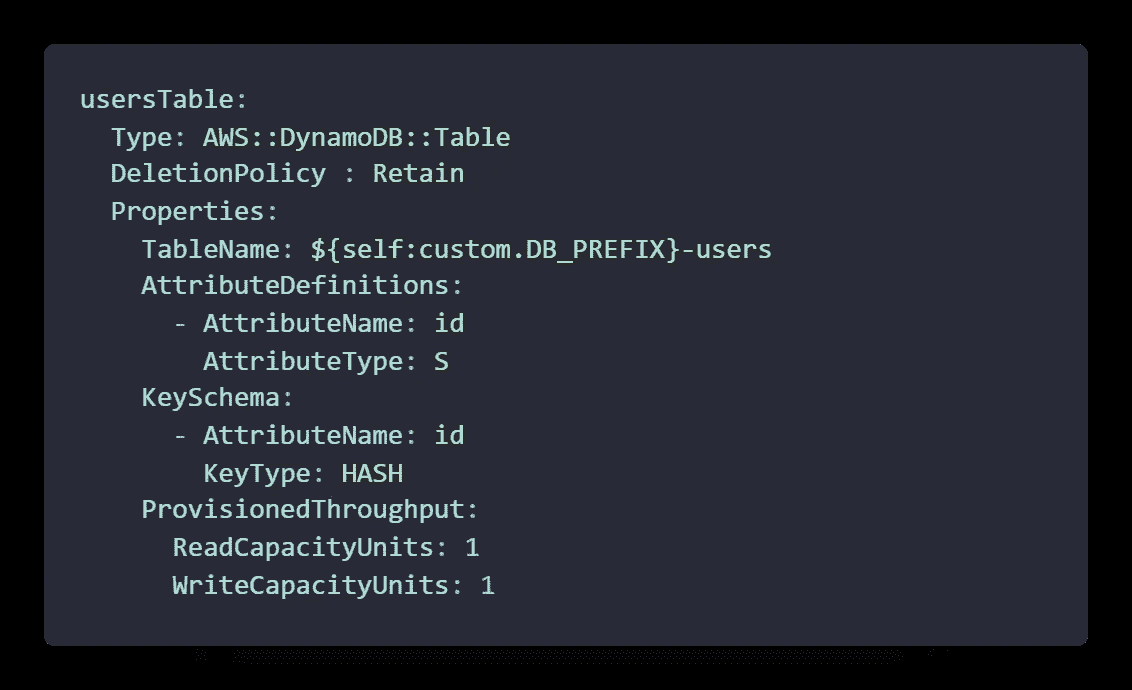 usersTable:
  Type: AWS::DynamoDB::Table
  DeletionPolicy : Retain
  Properties:
    TableName: ${self:custom.DB_PREFIX}-users
    AttributeDefinitions:
      - AttributeName: id
        AttributeType: S
    KeySchema:
      - AttributeName: id
        KeyType: HASH
    ProvisionedThroughput:
      ReadCapacityUnits: 1
      WriteCapacityUnits: 1